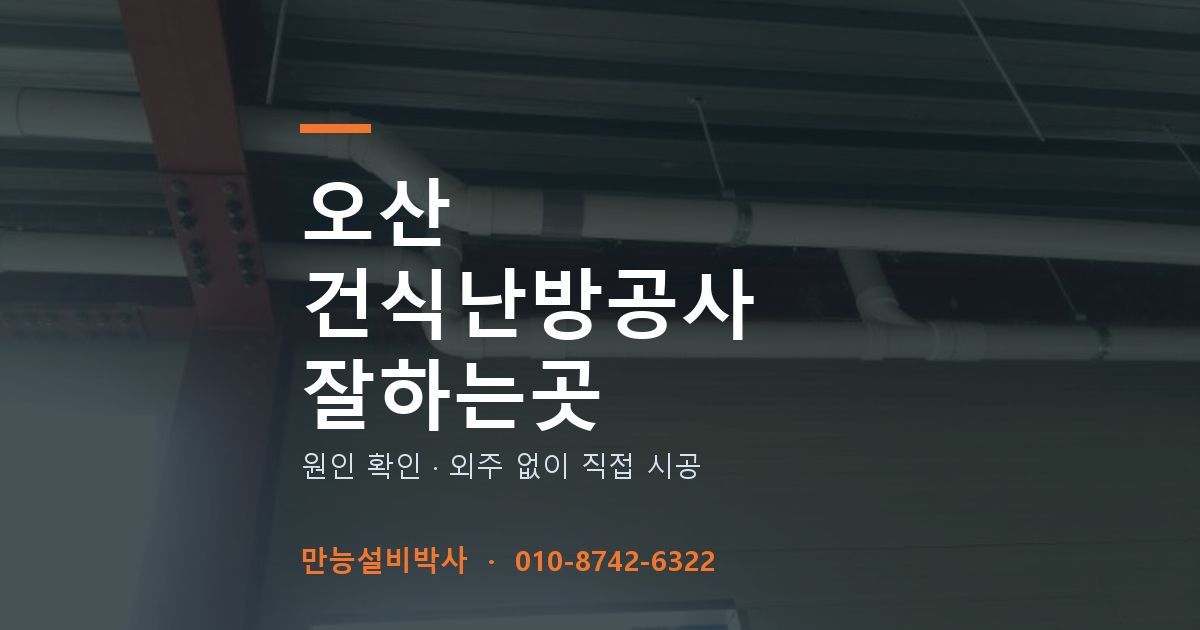 오산
건식난방공사
잘하는곳
원인 확인 · 외주 없이 직접 시공
만능설비박사 · 010-8742-6322